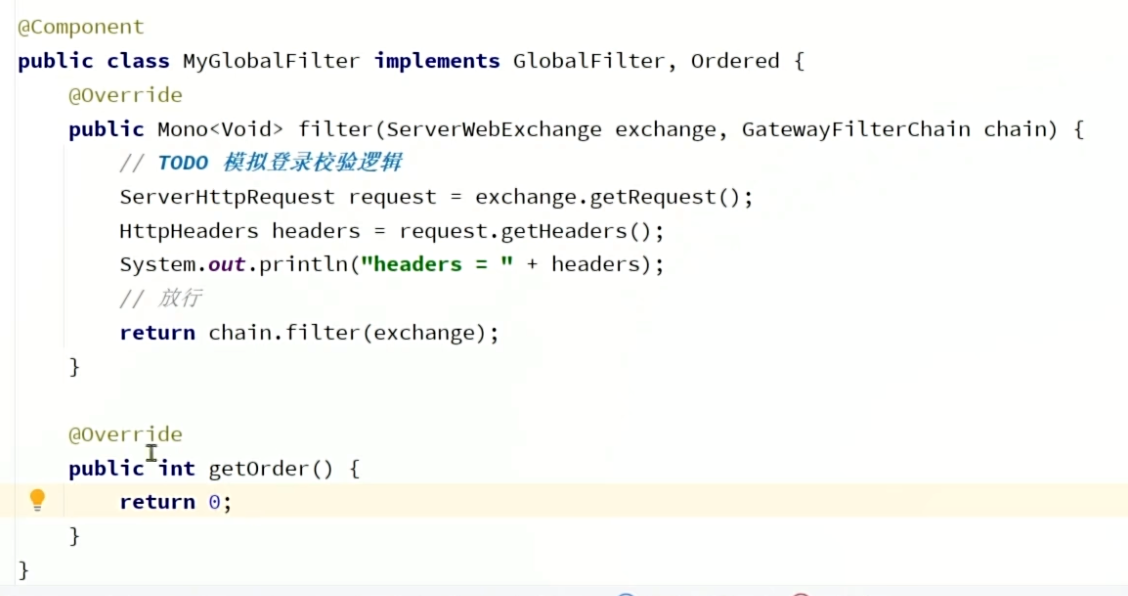 @Component
public class MyGlobalFilter implements GlobalFilter, Ordered {
    @Override
    public Mono<Void> filter(ServerWebExchange exchange, GatewayFilterChain chain) {
        // TODO 模拟登录校验逻辑
        ServerHttpRequest request = exchange.getRequest();
        HttpHeaders headers = request.getHeaders();
        System.out.println("headers = " + headers);
        // 放行
        return chain.filter(exchange);
    }
    @Override
    public int getOrder() {
        return 0;
    }
}